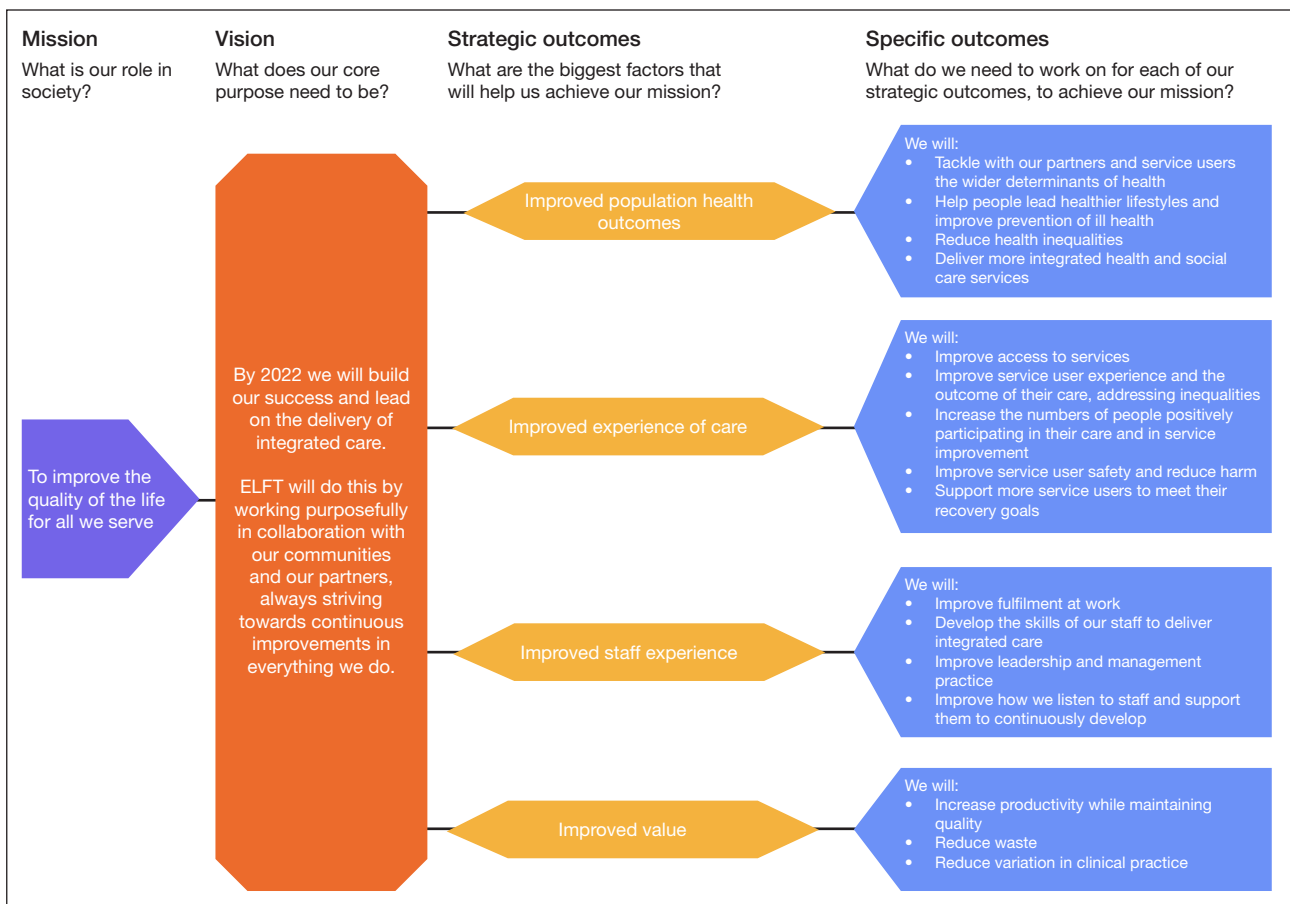 Mission
What is our role in
society?
Vision
What does our core
purpose need to be?
Strategic outcomes
What are the biggest factors that
will help us achieve our mission?
Specific outcomes
What do we need to work on for each of our
strategic outcomes, to achieve our mission?
To improve the
quality of the life
for all we serve
By 2022 we will build
our success and lead
on the delivery of
integrated care.
ELFT will do this by
working purposefully
in collaboration with
our communities
and our partners,
always striving
towards continuous
improvements in
everything we do.
Improved population health
outcomes
We will:
• Tackle with our partners and service users
the wider determinants of health
• Help people lead healthier lifestyles and
improve prevention of ill health
• Reduce health inequalities
• Deliver more integrated health and social
care services
Improved experience of care
We will:
• Improve access to services
• Improve service user experience and the
outcome of their care, addressing inequalities
• Increase the numbers of people positively
participating in their care and in service
improvement
• Improve service user safety and reduce harm
• Support more service users to meet their
recovery goals
Improved staff experience
We will:
• Improve fulfilment at work
• Develop the skills of our staff to deliver
integrated care
• Improve leadership and management
practice
• Improve how we listen to staff and support
them to continuously develop
Improved value
We will:
• Increase productivity while maintaining
quality
• Reduce waste
• Reduce variation in clinical practice